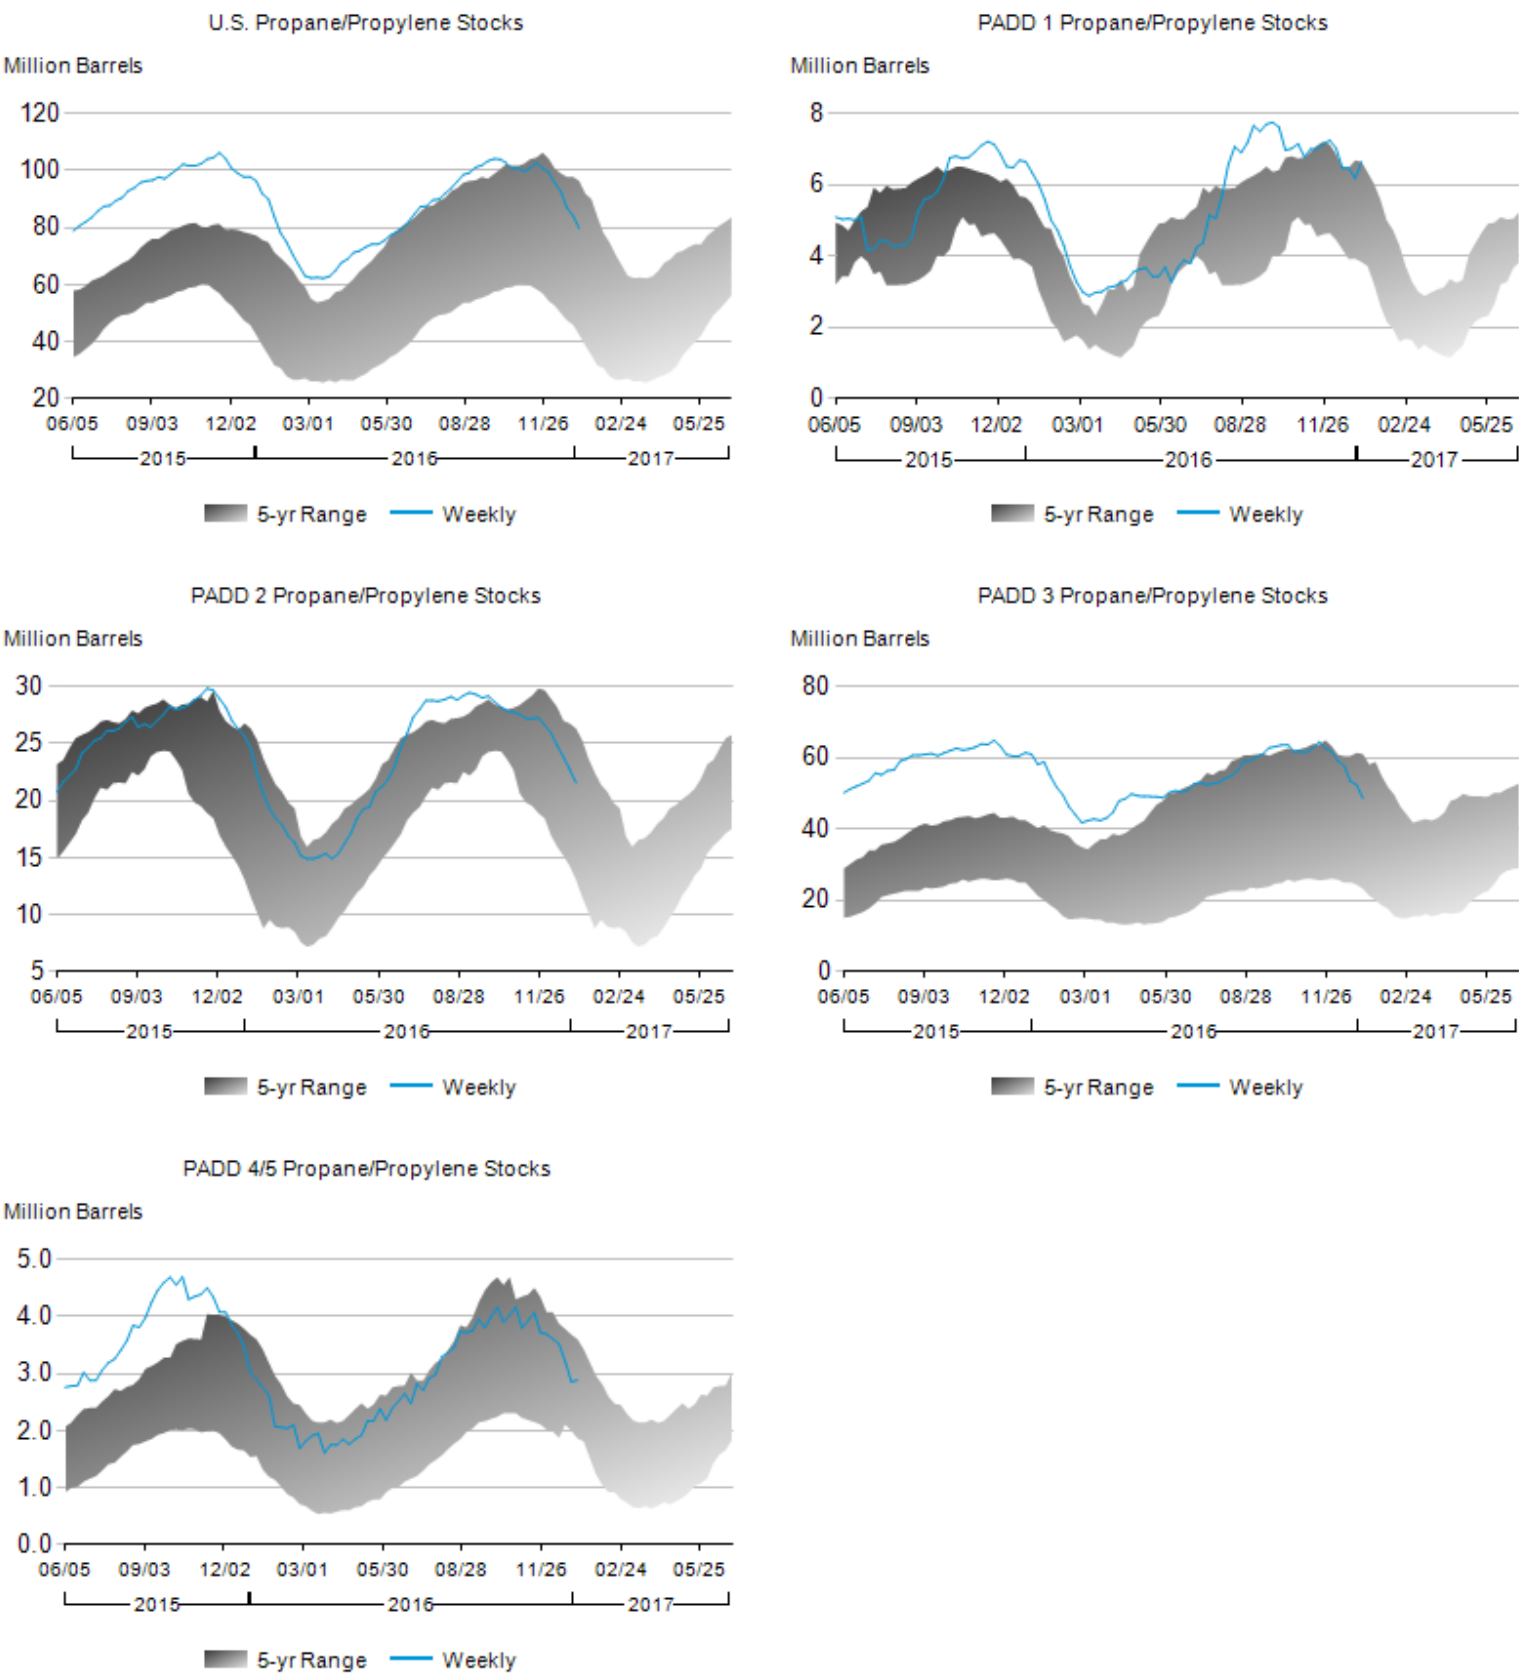 U.S. Propane/Propylene Stocks
Million Barrels
120
100
80
60
40
20
06/05 09/03 12/02 03/01 05/30 08/28 11/26 02/24 05/25
2015 2016 2017
5-yr Range Weekly
PADD 1 Propane/Propylene Stocks
Million Barrels
8
6
4
2
0
06/05 09/03 12/02 03/01 05/30 08/28 11/26 02/24 05/25
2015 2016 2017
5-yr Range Weekly
PADD 2 Propane/Propylene Stocks
Million Barrels
30
25
20
15
10
5
06/05 09/03 12/02 03/01 05/30 08/28 11/26 02/24 05/25
2015 2016 2017
5-yr Range Weekly
PADD 3 Propane/Propylene Stocks
Million Barrels
80
60
40
20
0
06/05 09/03 12/02 03/01 05/30 08/28 11/26 02/24 05/25
2015 2016 2017
5-yr Range Weekly
PADD 4/5 Propane/Propylene Stocks
Million Barrels
5.0
4.0
3.0
2.0
1.0
0.0
06/05 09/03 12/02 03/01 05/30 08/28 11/26 02/24 05/25
2015 2016 2017
5-yr Range Weekly